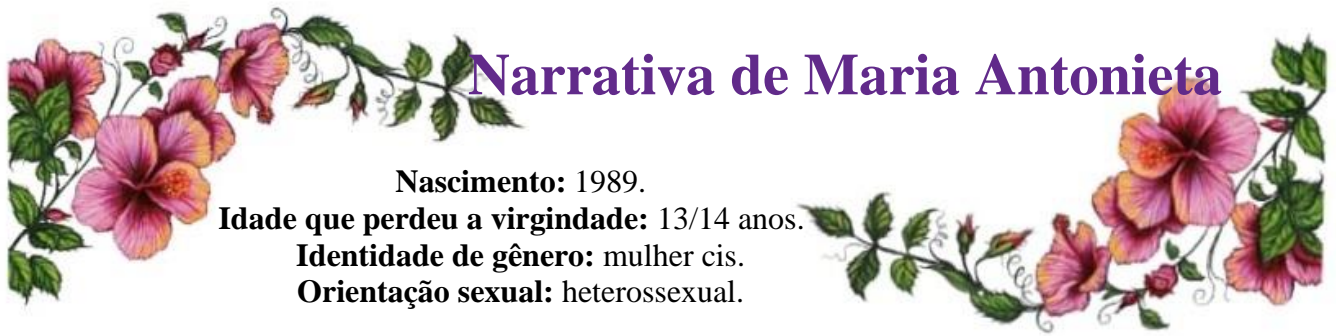 Narrativa de Maria Antonieta
Nascimento: 1989.
Idade que perdeu a virgindade: 13/14 anos.
Identidade de gênero: mulher cis.
Orientação sexual: heterossexual.